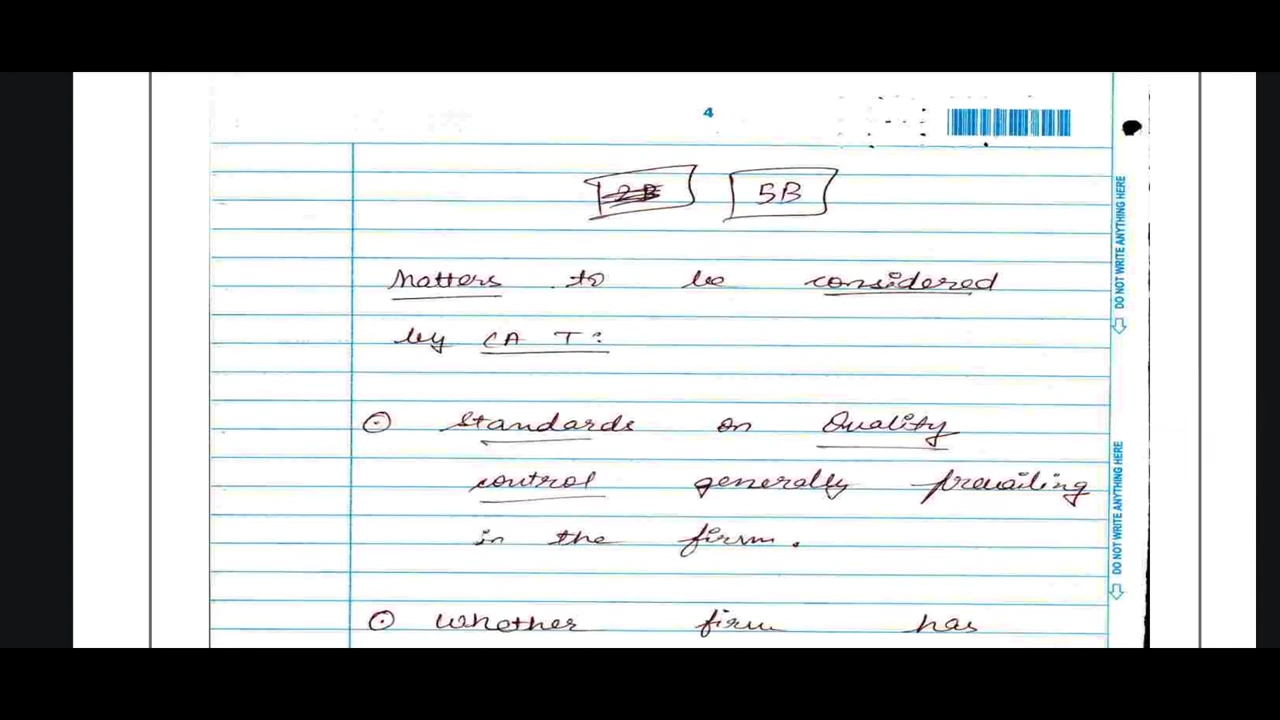 4
2B 5B
Matters to be considered
by CA T:
⊙ Standards on Quality
control generally prevailing
in the firm.
⊙ Whether firm has
DO NOT WRITE ANYTHING HERE
DO NOT WRITE ANYTHING HERE